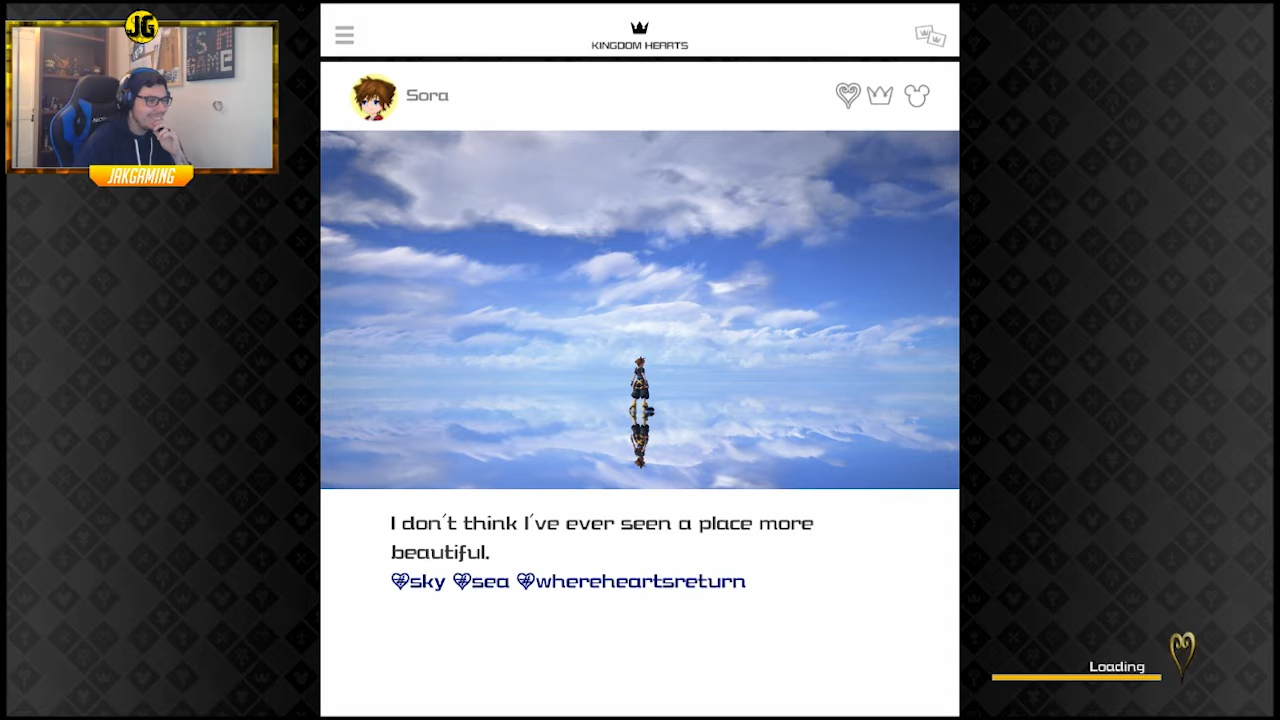 JG
JAKGAMING
KINGDOM HEARTS
Sora
I don't think I've ever seen a place more
beautiful.
sky sea whereheartsreturn
Loading